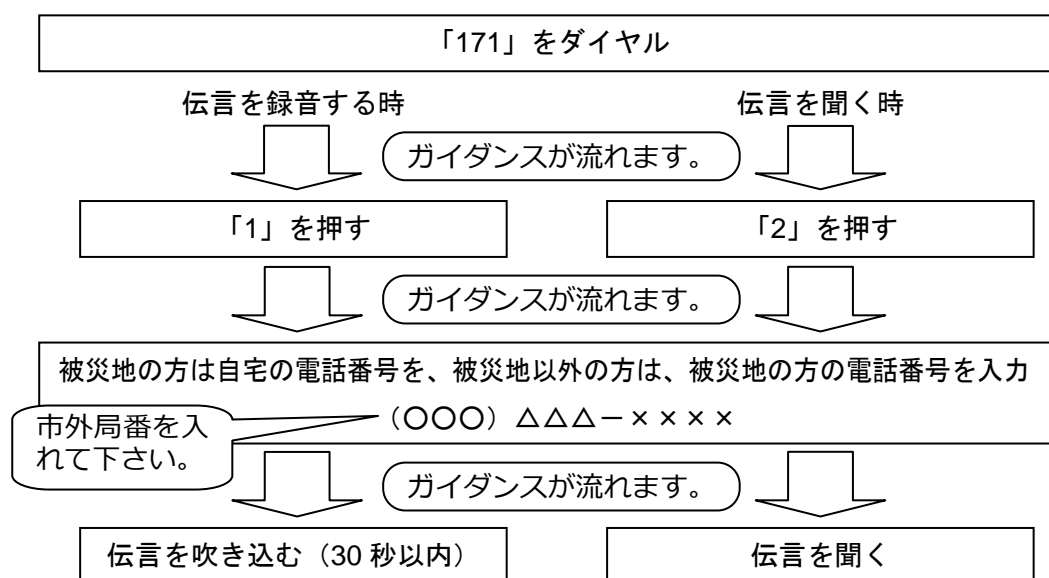 「171」をダイヤル
伝言を録音する時
伝言を聞く時
ガイダンスが流れます。
「1」を押す
「2」を押す
ガイダンスが流れます。
被災地の方は自宅の電話番号を、被災地以外の方は、被災地の方の電話番号を入力
(〇〇〇)△△△-××××
市外局番を入
れて下さい。
ガイダンスが流れます。
伝言を吹き込む(30秒以内)
伝言を聞く